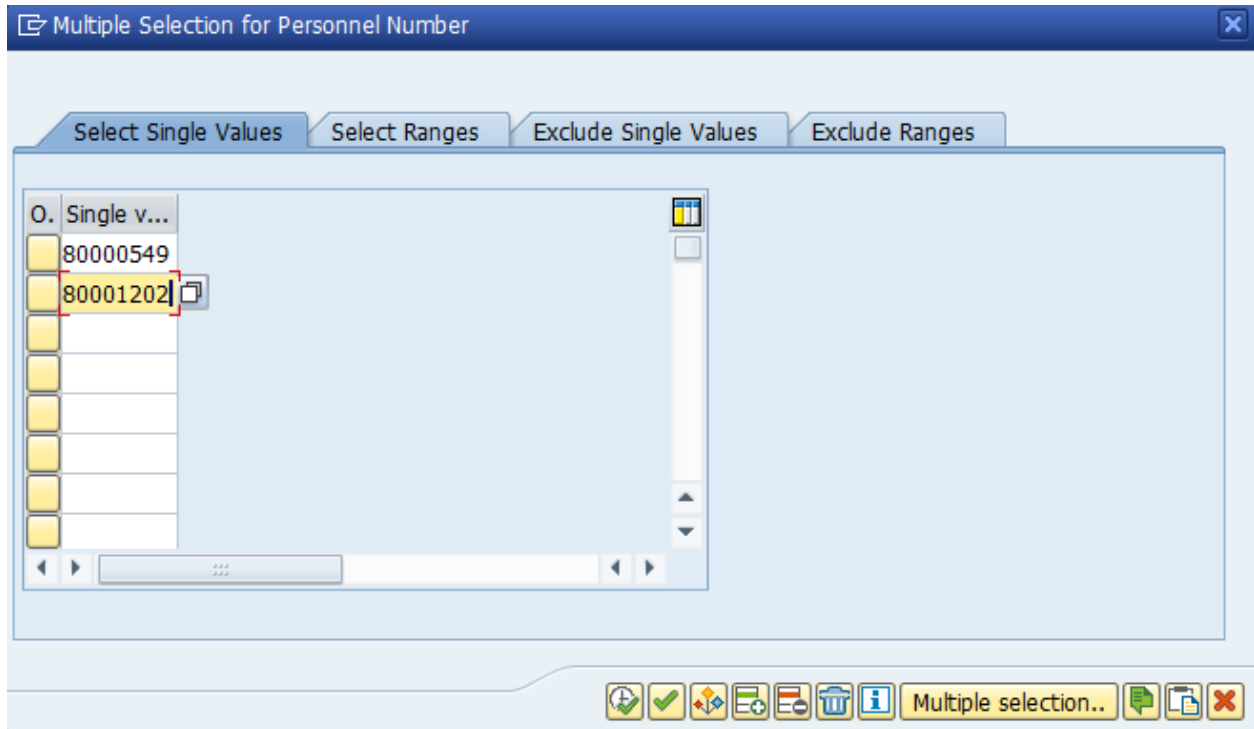 Multiple Selection for Personnel Number
Select Single Values Select Ranges Exclude Single Values Exclude Ranges
O. Single v...
80000549
80001202
Multiple selection..